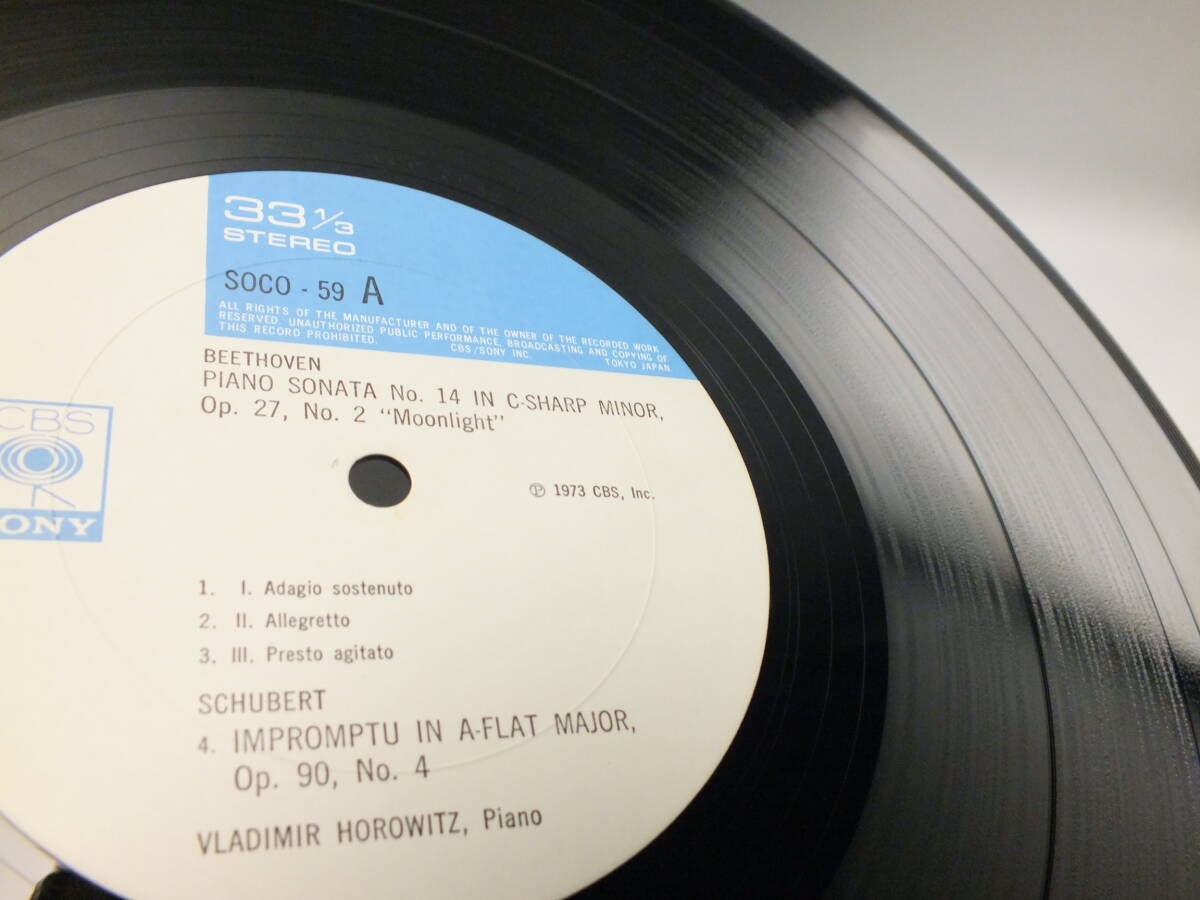 33 1/3
STEREO
SOCO - 59 A
ALL RIGHTS OF THE MANUFACTURER AND OF THE OWNER OF THE RECORDED WORK
RESERVED. UNAUTHORIZED PUBLIC PERFORMANCE, BROADCASTING AND COPYING OF
THIS RECORD PROHIBITED. CBS/SONY INC. TOKYO JAPAN
BEETHOVEN
PIANO SONATA No. 14 IN C-SHARP MINOR,
Op. 27, No. 2 "Moonlight"
CBS
ONY
℗ 1973 CBS, Inc.
1. I. Adagio sostenuto
2. II. Allegretto
3. III. Presto agitato
SCHUBERT
4. IMPROMPTU IN A-FLAT MAJOR,
Op. 90, No. 4
VLADIMIR HOROWITZ, Piano